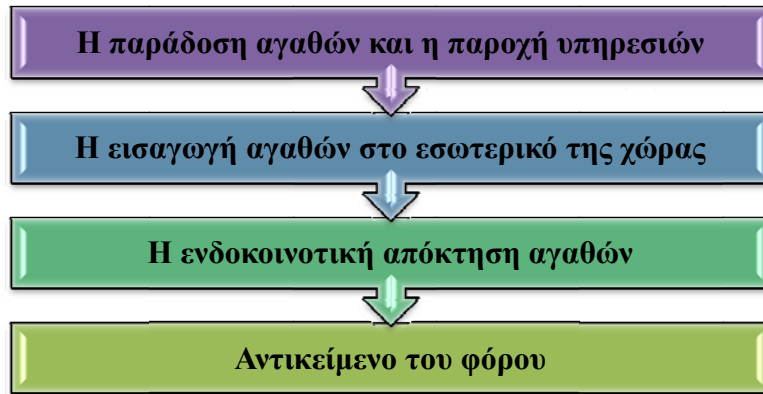 Η παράδοση αγαθών και η παροχή υπηρεσιών
Η εισαγωγή αγαθών στο εσωτερικό της χώρας
Η ενδοκοινοτική απόκτηση αγαθών
Αντικείμενο του φόρου